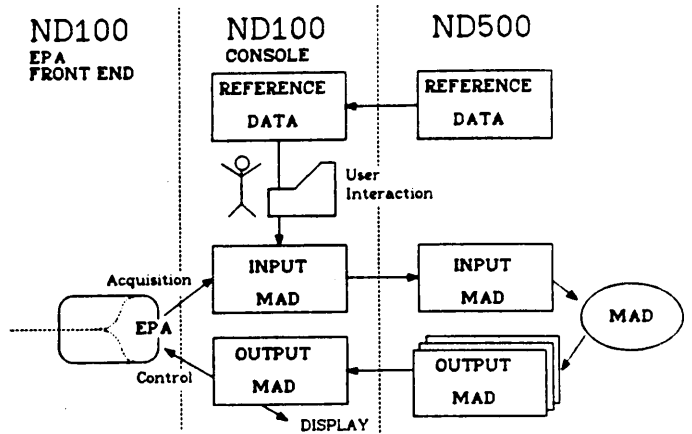 ND100
EPA
FRONT END
ND100
CONSOLE
ND500
REFERENCE
DATA
REFERENCE
DATA
User
Interaction
INPUT
MAD
INPUT
MAD
Acquisition
EPA
MAD
Control
OUTPUT
MAD
OUTPUT
MAD
DISPLAY